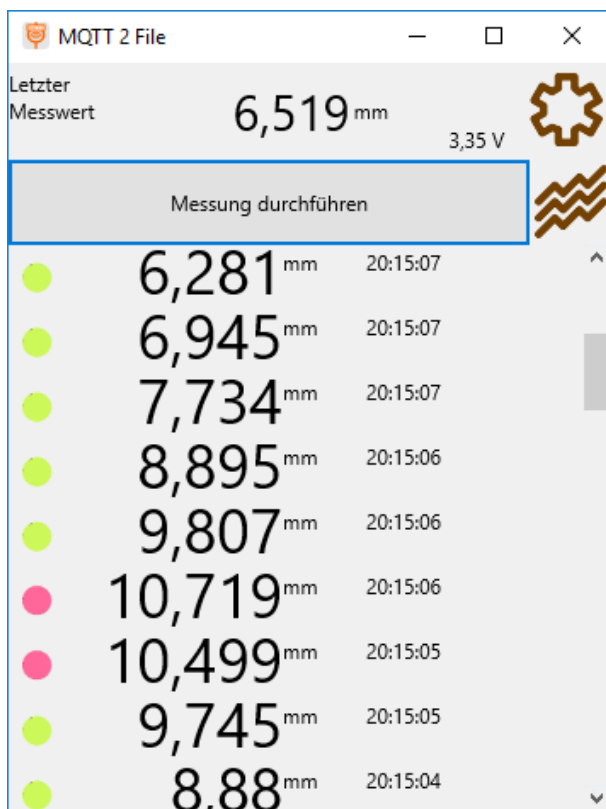 MQTT 2 File
Letzter
Messwert
6,519 mm
3,35 V
Messung durchführen
6,281 mm 20:15:07
6,945 mm 20:15:07
7,734 mm 20:15:07
8,895 mm 20:15:06
9,807 mm 20:15:06
10,719 mm 20:15:06
10,499 mm 20:15:05
9,745 mm 20:15:05
8,88 mm 20:15:04